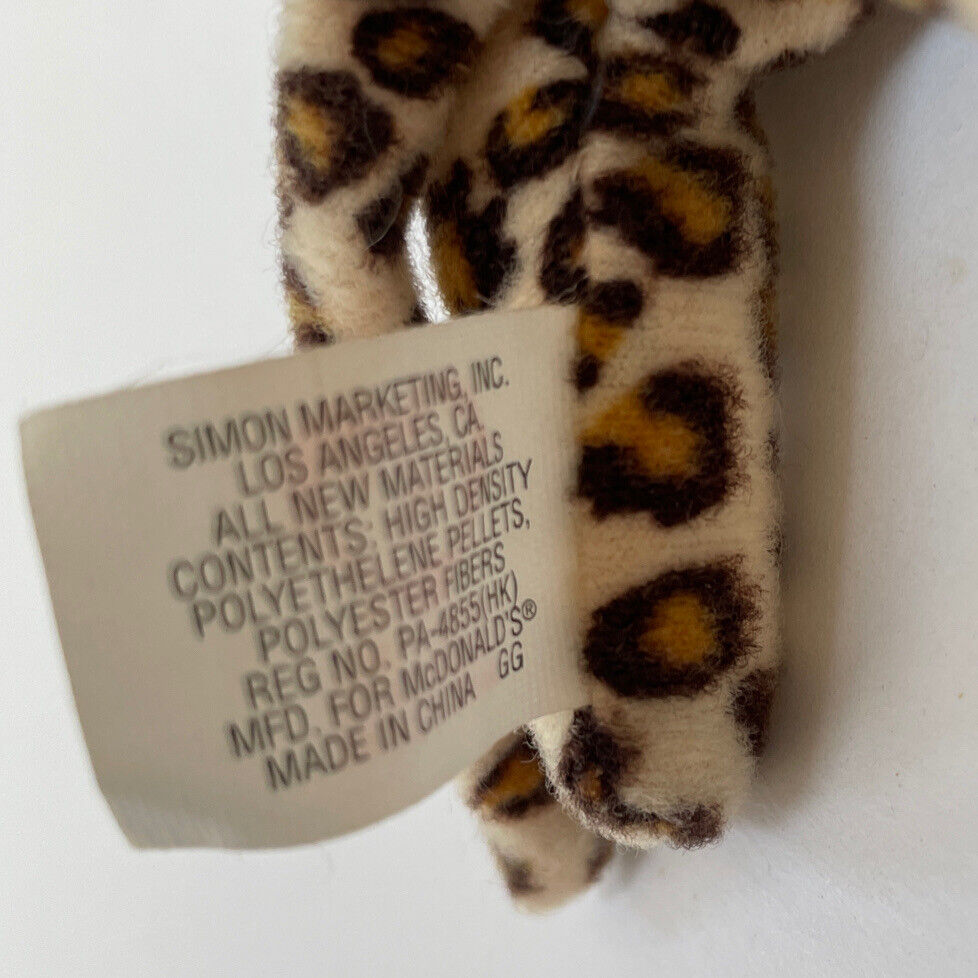 SIMON MARKETING, INC.
LOS ANGELES, CA.
ALL NEW MATERIALS
CONTENTS. HIGH DENSITY
POLYETHELENE PELLETS,
POLYESTER FIBERS
REG NO. PA-4855(HK)
MFD. FOR McDONALD'S®
MADE IN CHINA GG